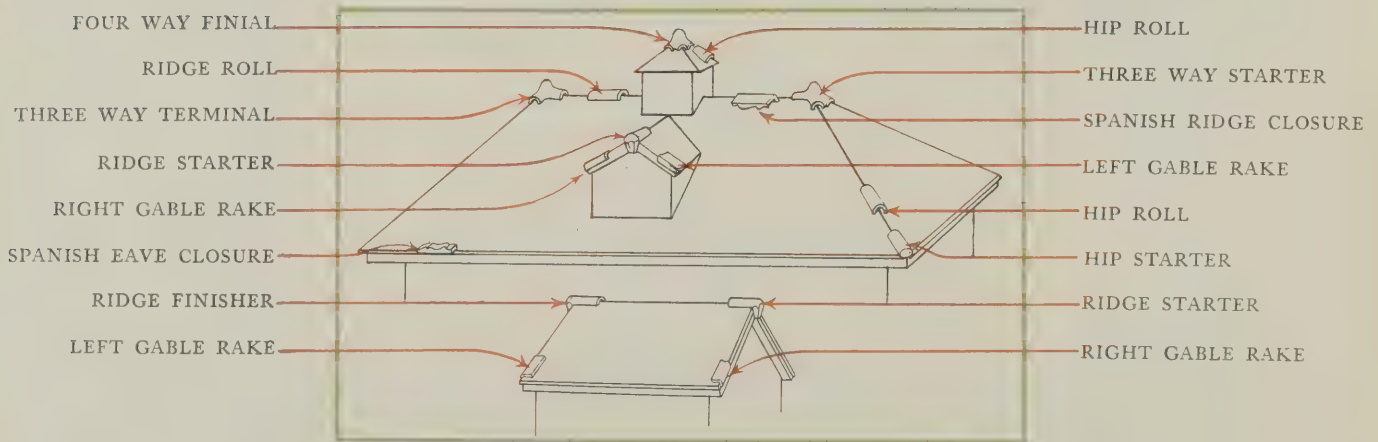 FOUR WAY FINIAL
RIDGE ROLL
THREE WAY TERMINAL
RIDGE STARTER
RIGHT GABLE RAKE
SPANISH EAVE CLOSURE
RIDGE FINISHER
LEFT GABLE RAKE
HIP ROLL
THREE WAY STARTER
SPANISH RIDGE CLOSURE
LEFT GABLE RAKE
HIP ROLL
HIP STARTER
RIDGE STARTER
RIGHT GABLE RAKE